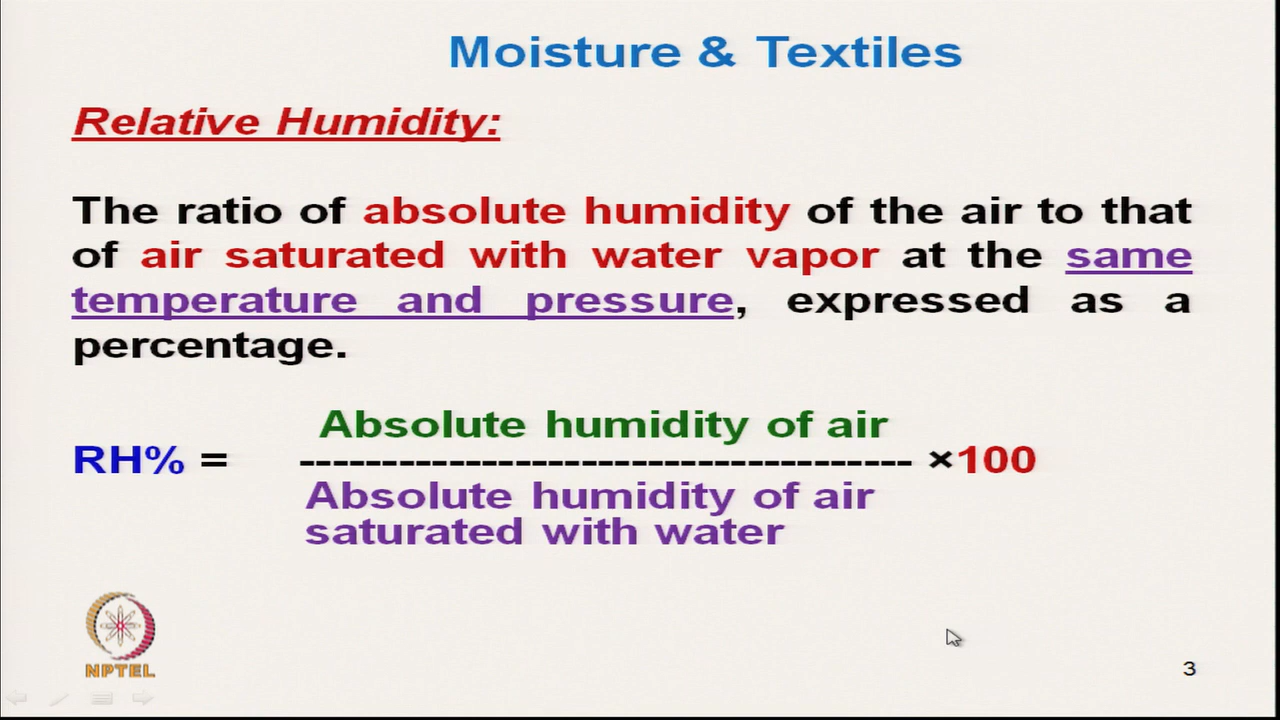 Moisture & Textiles
Relative Humidity:
The ratio of absolute humidity of the air to that
of air saturated with water vapor at the same
temperature and pressure, expressed as a
percentage.
Absolute humidity of air
RH% = ----------------------------------- ×100
Absolute humidity of air
saturated with water
NPTEL
3